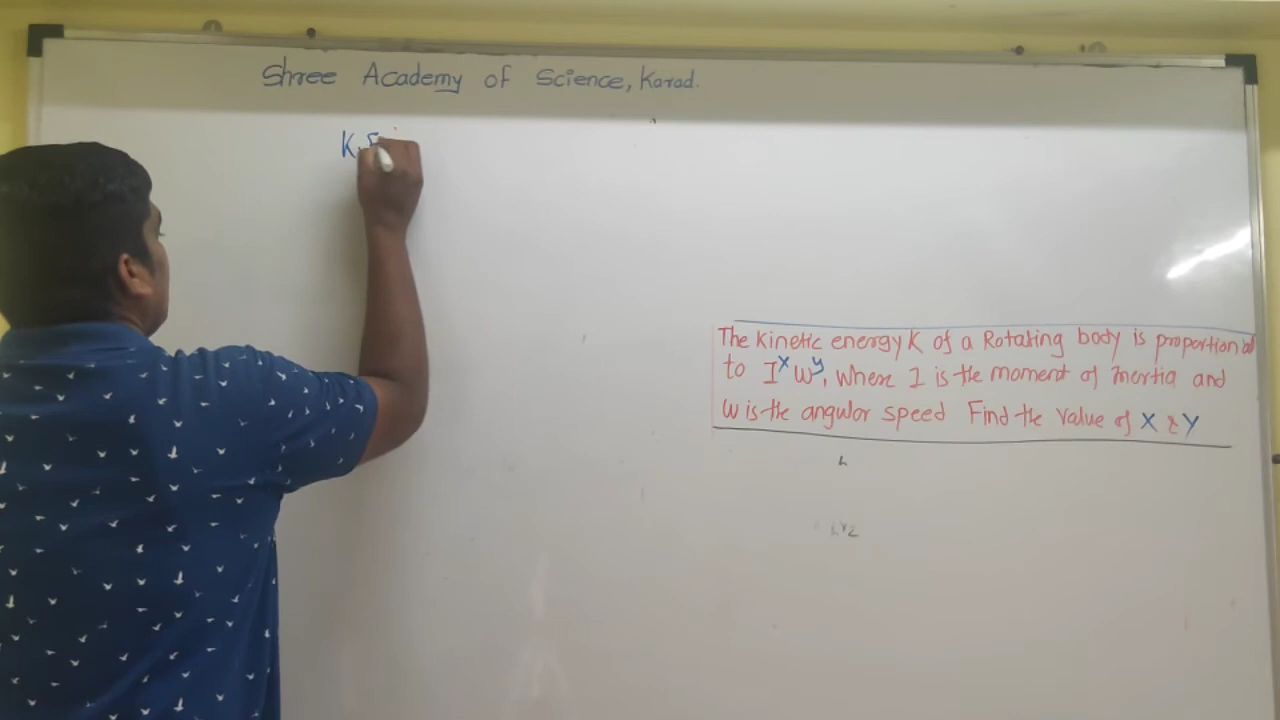 Shree Academy of Science, Karad.
K.E
The Kinetic energy K of a Rotating body is proportional
to I^x W^y, where I is the moment of inertia and
W is the angular speed Find the value of X & Y